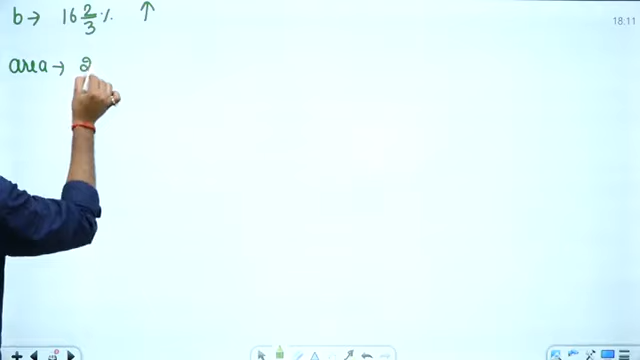 b → 16 2/3 % ↑
18:11
area → 2